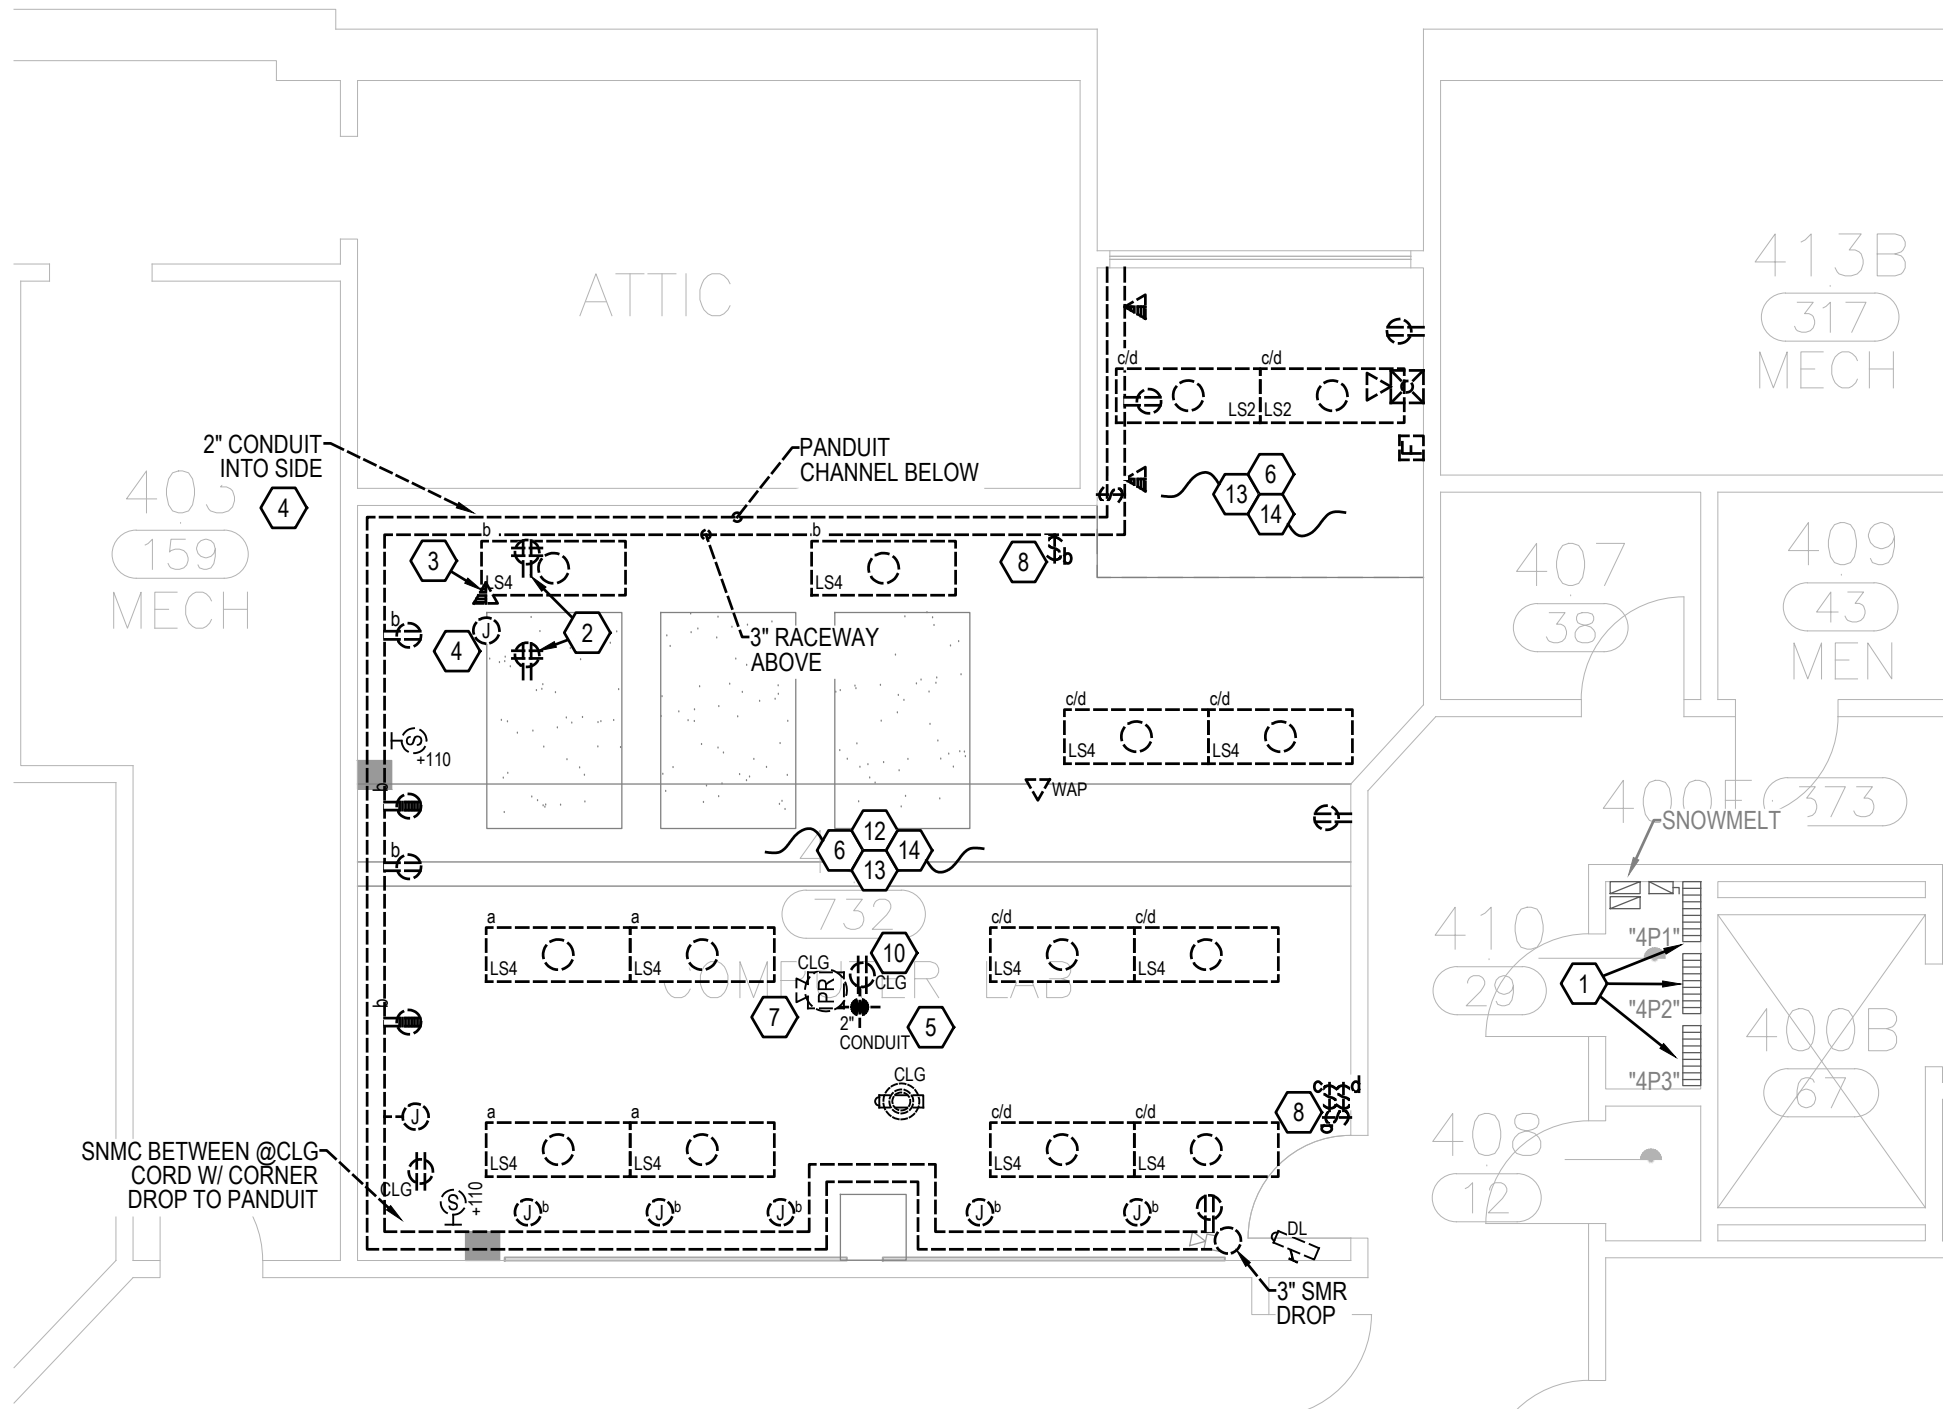 ATTIC
413B
317
MECH
c/d
c/d
LS2
LS2
C
F
2" CONDUIT
INTO SIDE
4
PANDUIT
CHANNEL BELOW
403
159
MECH
6
13
14
b
b
3
LS4
LS4
8
b
407
38
409
43
MEN
b
J
4
2
3" RACEWAY
ABOVE
c/d
c/d
LS4
LS4
S
+110
b
WAP
400F
373
SNOWMELT
12
6
14
13
b
732
COMPUTER LAB
a
a
c/d
c/d
LS4
LS4
LS4
LS4
10
CLG
PR
CLG
7
2"
CONDUIT
5
b
410
29
"4P1"
1
"4P2"
"4P3"
400B
67
CLG
J
c
d
a
8
408
12
a
a
c/d
c/d
LS4
LS4
LS4
LS4
SNMC BETWEEN @CLG
CORD W/ CORNER
DROP TO PANDUIT
CLG
S
+110
J
b
J
b
J
b
J
b
J
b
DL
3" SMR
DROP